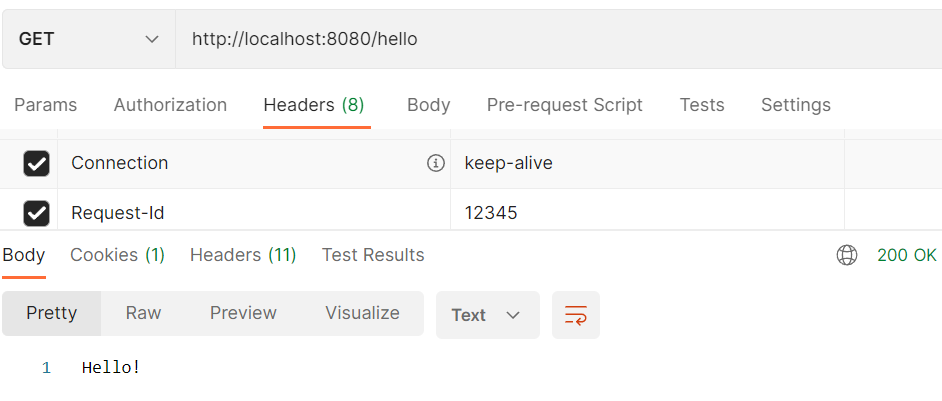 GET http://localhost:8080/hello
Params Authorization Headers (8) Body Pre-request Script Tests Settings
Connection keep-alive
Request-Id 12345
Body Cookies (1) Headers (11) Test Results 200 OK
Pretty Raw Preview Visualize Text
1 Hello!